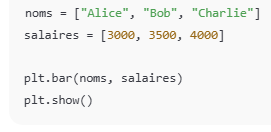 noms = ["Alice", "Bob", "Charlie"]
salaires = [3000, 3500, 4000]
plt.bar(noms, salaires)
plt.show()